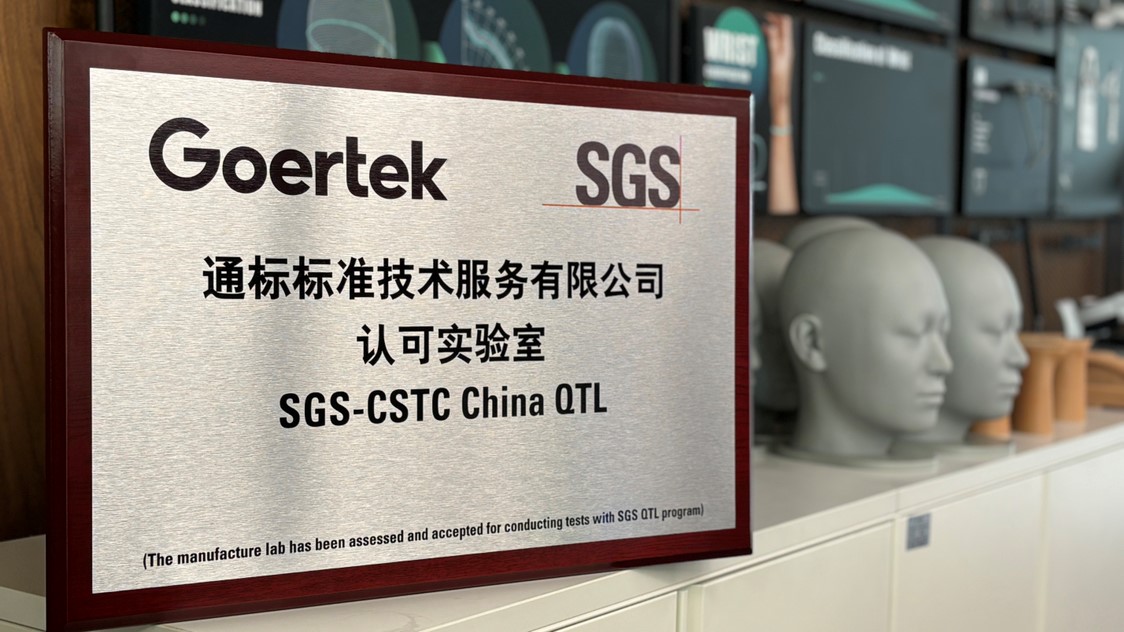 Goertek
SGS
通标标准技术服务有限公司
认可实验室
SGS-CSTC China QTL
(The manufacture lab has been assessed and accepted for conducting tests with SGS QTL program)
WRIST